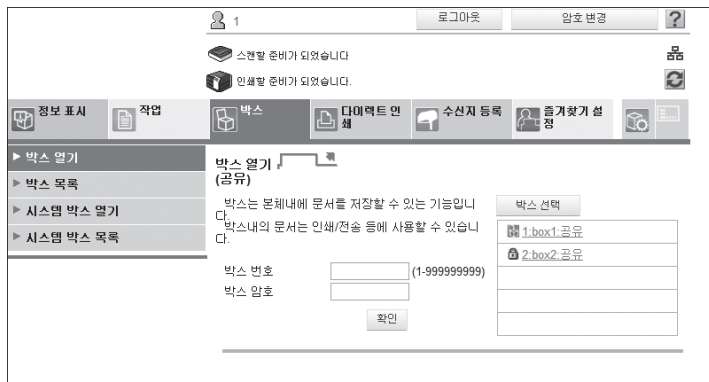 1
로그아웃
암호 변경
?
스캔할 준비가 되었습니다
인쇄할 준비가 되었습니다.
정보 표시
작업
박스
다이렉트 인
쇄
수신지 등록
즐겨찾기 설
정
박스 열기
박스 목록
시스템 박스 열기
시스템 박스 목록
박스 열기
(공유)
박스는 본체내에 문서를 저장할 수 있는 기능입니
다.
박스내의 문서는 인쇄/전송 등에 사용할 수 있습니
다.
박스 번호
(1-999999999)
박스 암호
확인
박스 선택
1:box1:공유
2:box2:공유